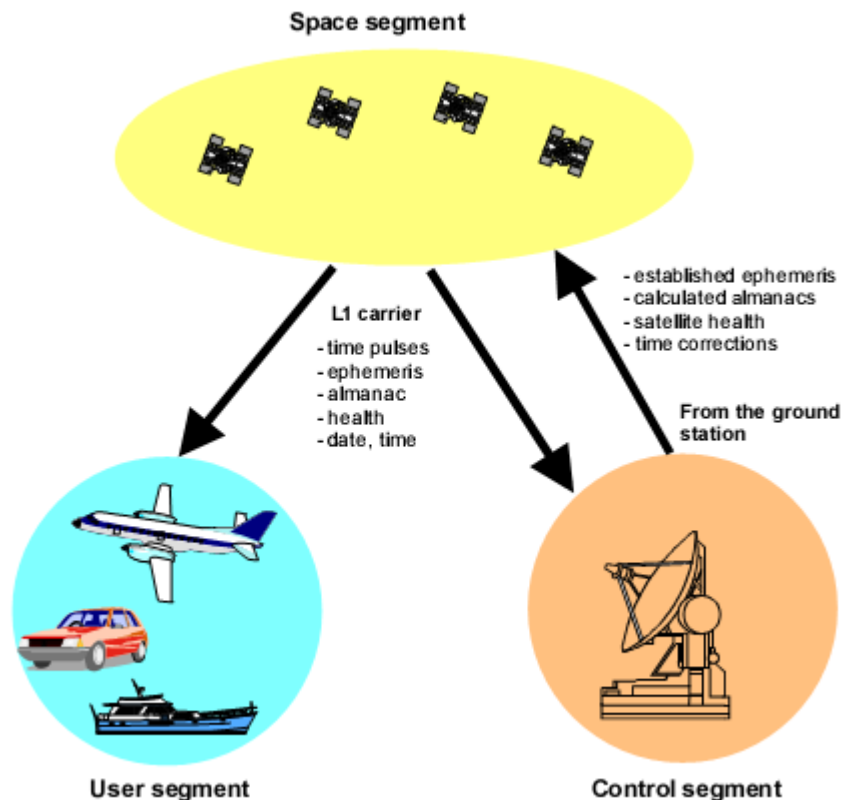 Space segment
L1 carrier
- time pulses
- ephemeris
- almanac
- health
- date, time
- established ephemeris
- calculated almanacs
- satellite health
- time corrections
From the ground
station
User segment
Control segment